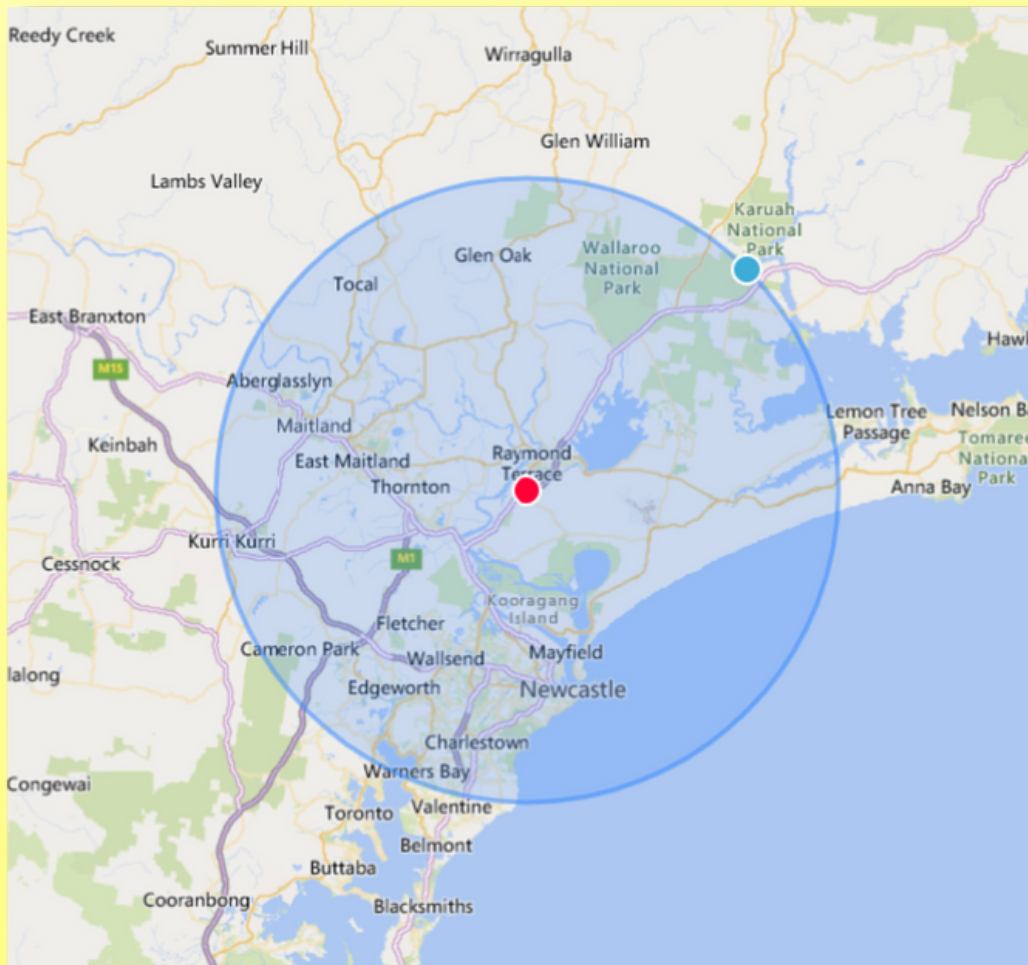 Reedy Creek
Summer Hill
Wirragulla
Glen William
Lambs Valley
Karuah
National
Park
Glen Oak
Wallaroo
National
Park
Tocal
East Branxton
Hawk
M15
Aberglasslyn
Lemon Tree
Passage
Nelson Ba
Maitland
Keinbah
Raymond
Terrace
Tomaree
National
Park
East Maitland
Thornton
Anna Bay
Kurri Kurri
M1
Cessnock
Kooragang
Island
Fletcher
Cameron Park
Wallsend
Mayfield
lalong
Edgeworth
Newcastle
Charlestown
Warners Bay
Congewai
Toronto
Valentine
Belmont
Buttaba
Cooranbong
Blacksmiths